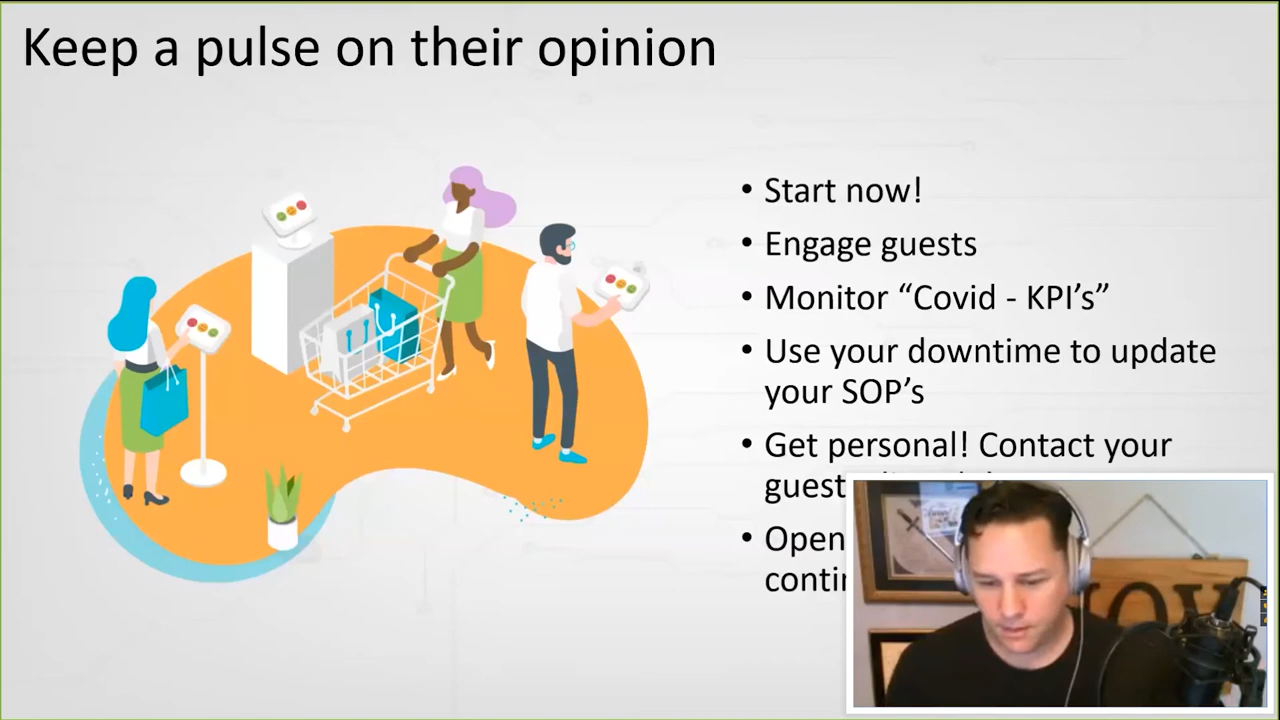 Keep a pulse on their opinion
• Start now!
• Engage guests
• Monitor “Covid - KPI’s”
• Use your downtime to update
your SOP’s
• Get personal! Contact your
guest
• Open